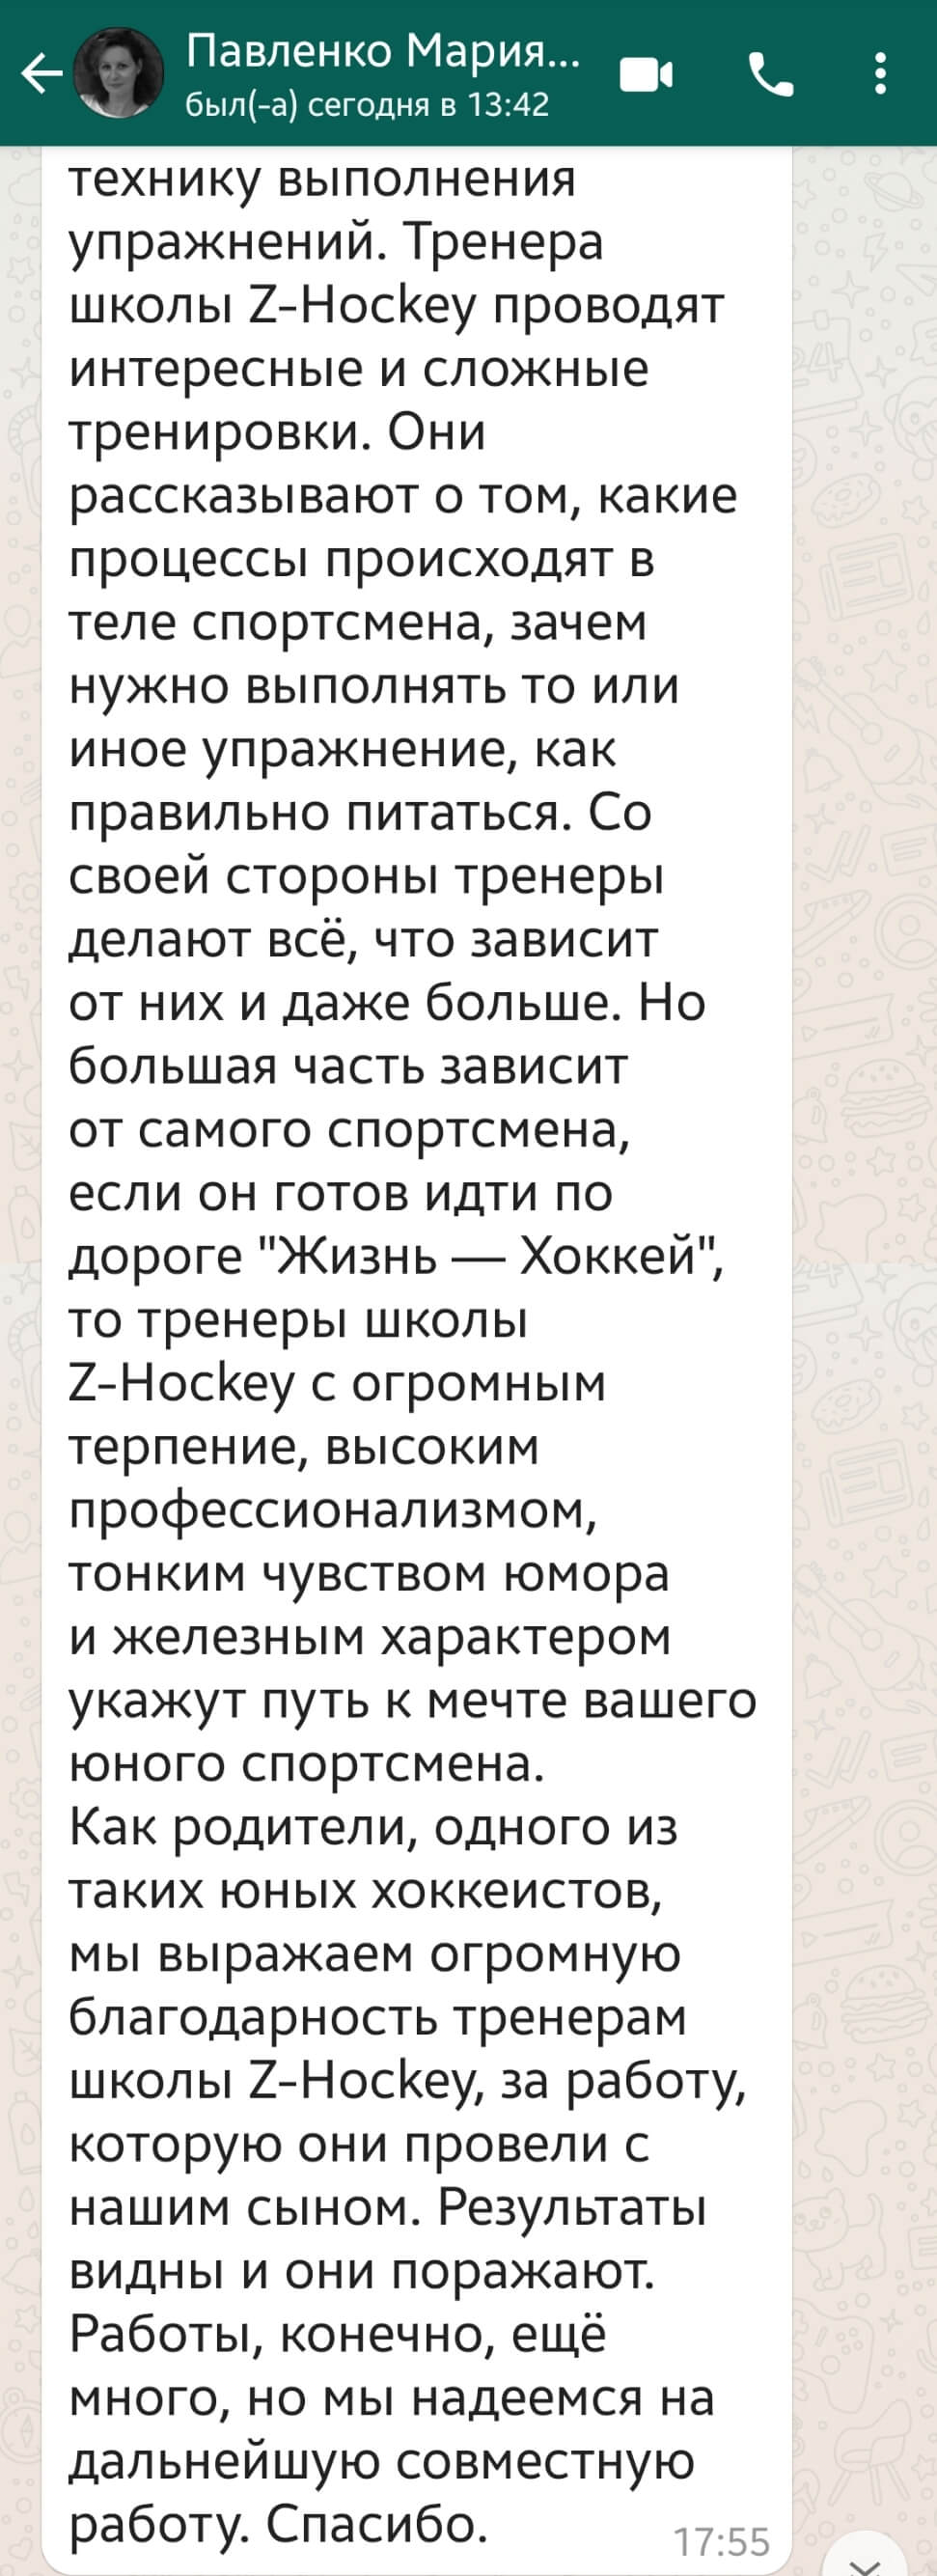 Павленко Мария...
был(-а) сегодня в 13:42
технику выполнения
упражнений. Тренера
школы Z-Hockey проводят
интересные и сложные
тренировки. Они
рассказывают о том, какие
процессы происходят в
теле спортсмена, зачем
нужно выполнять то или
иное упражнение, как
правильно питаться. Со
своей стороны тренеры
делают всё, что зависит
от них и даже больше. Но
большая часть зависит
от самого спортсмена,
если он готов идти по
дороге "Жизнь — Хоккей",
то тренеры школы
Z-Hockey с огромным
терпение, высоким
профессионализмом,
тонким чувством юмора
и железным характером
укажут путь к мечте вашего
юного спортсмена.
Как родители, одного из
таких юных хоккеистов,
мы выражаем огромную
благодарность тренерам
школы Z-Hockey, за работу,
которую они провели с
нашим сыном. Результаты
видны и они поражают.
Работы, конечно, ещё
много, но мы надеемся на
дальнейшую совместную
работу. Спасибо.
17:55